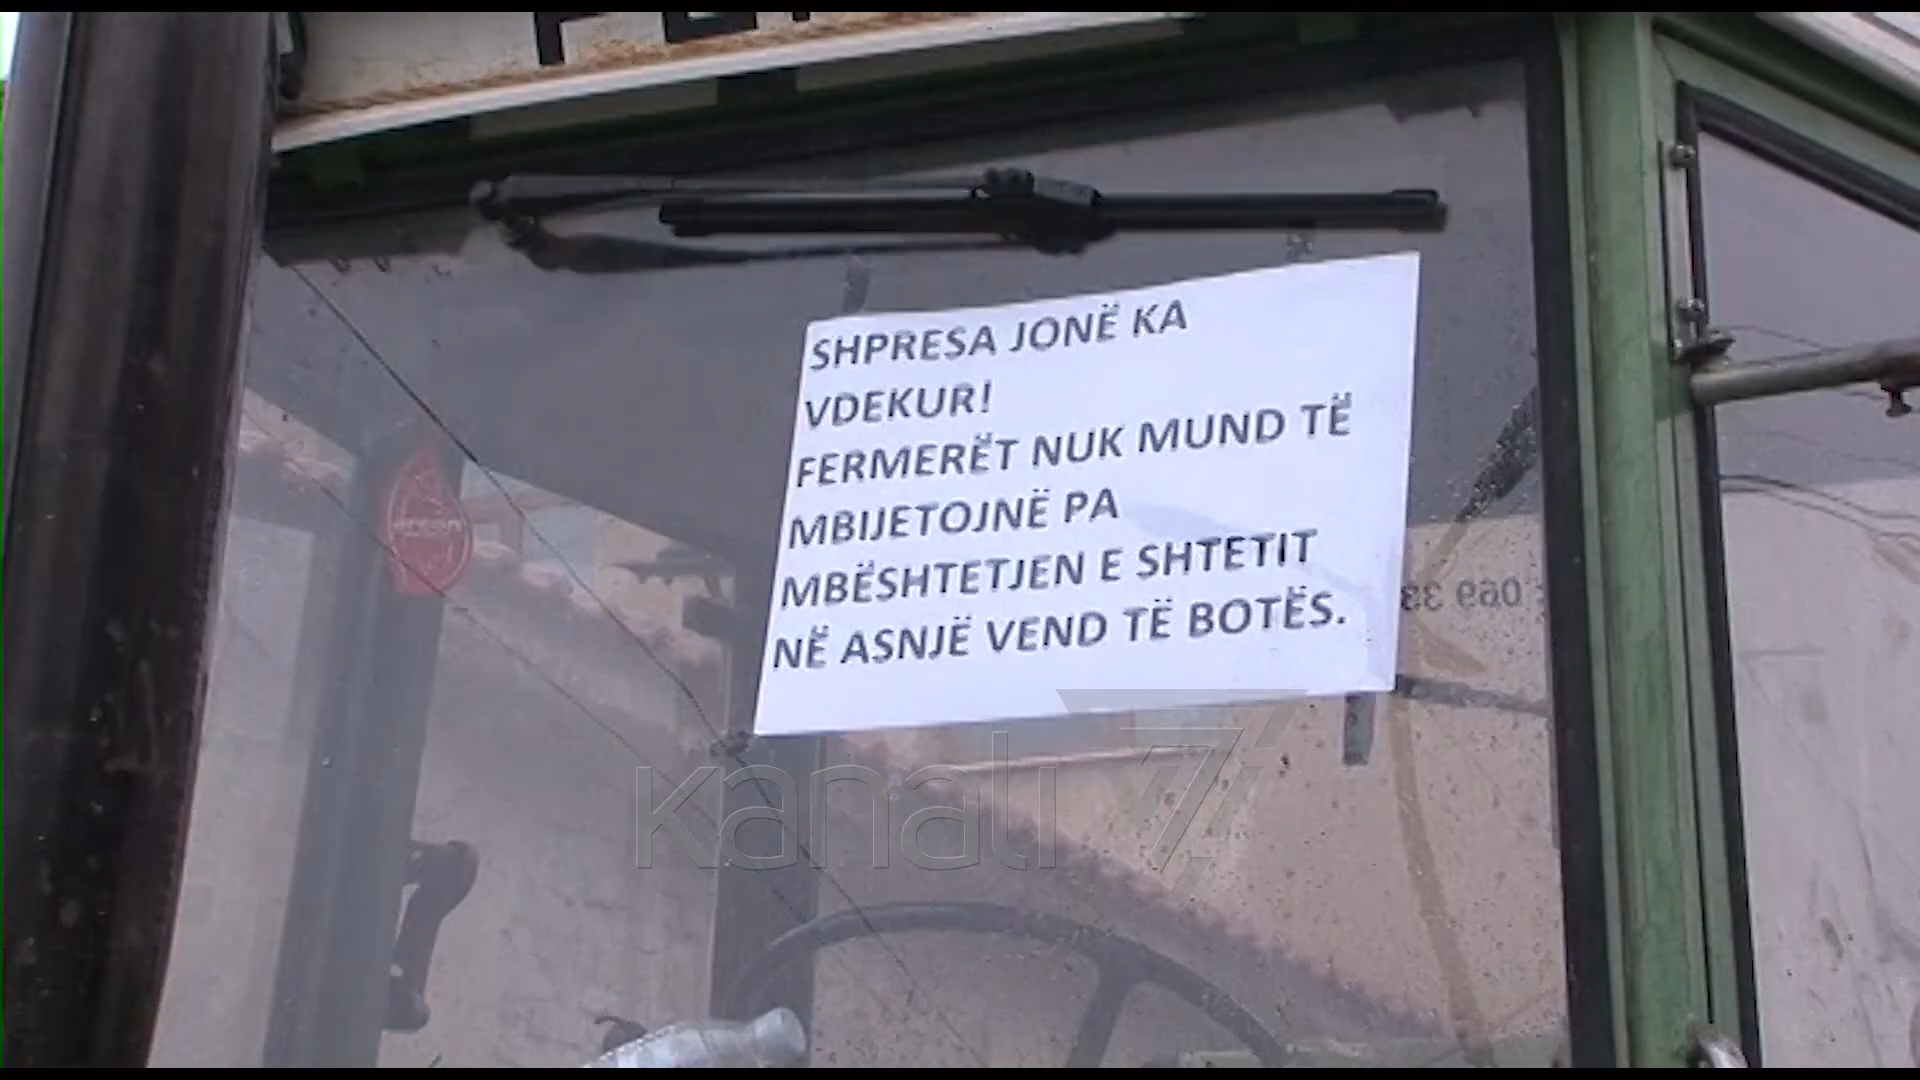 SHPRESA JONË KA
VDEKUR!
FERMERËT NUK MUND TË
MBIJETOJNË PA
MBËSHTETJEN E SHTETIT
NË ASNJË VEND TË BOTËS.
kanali 7